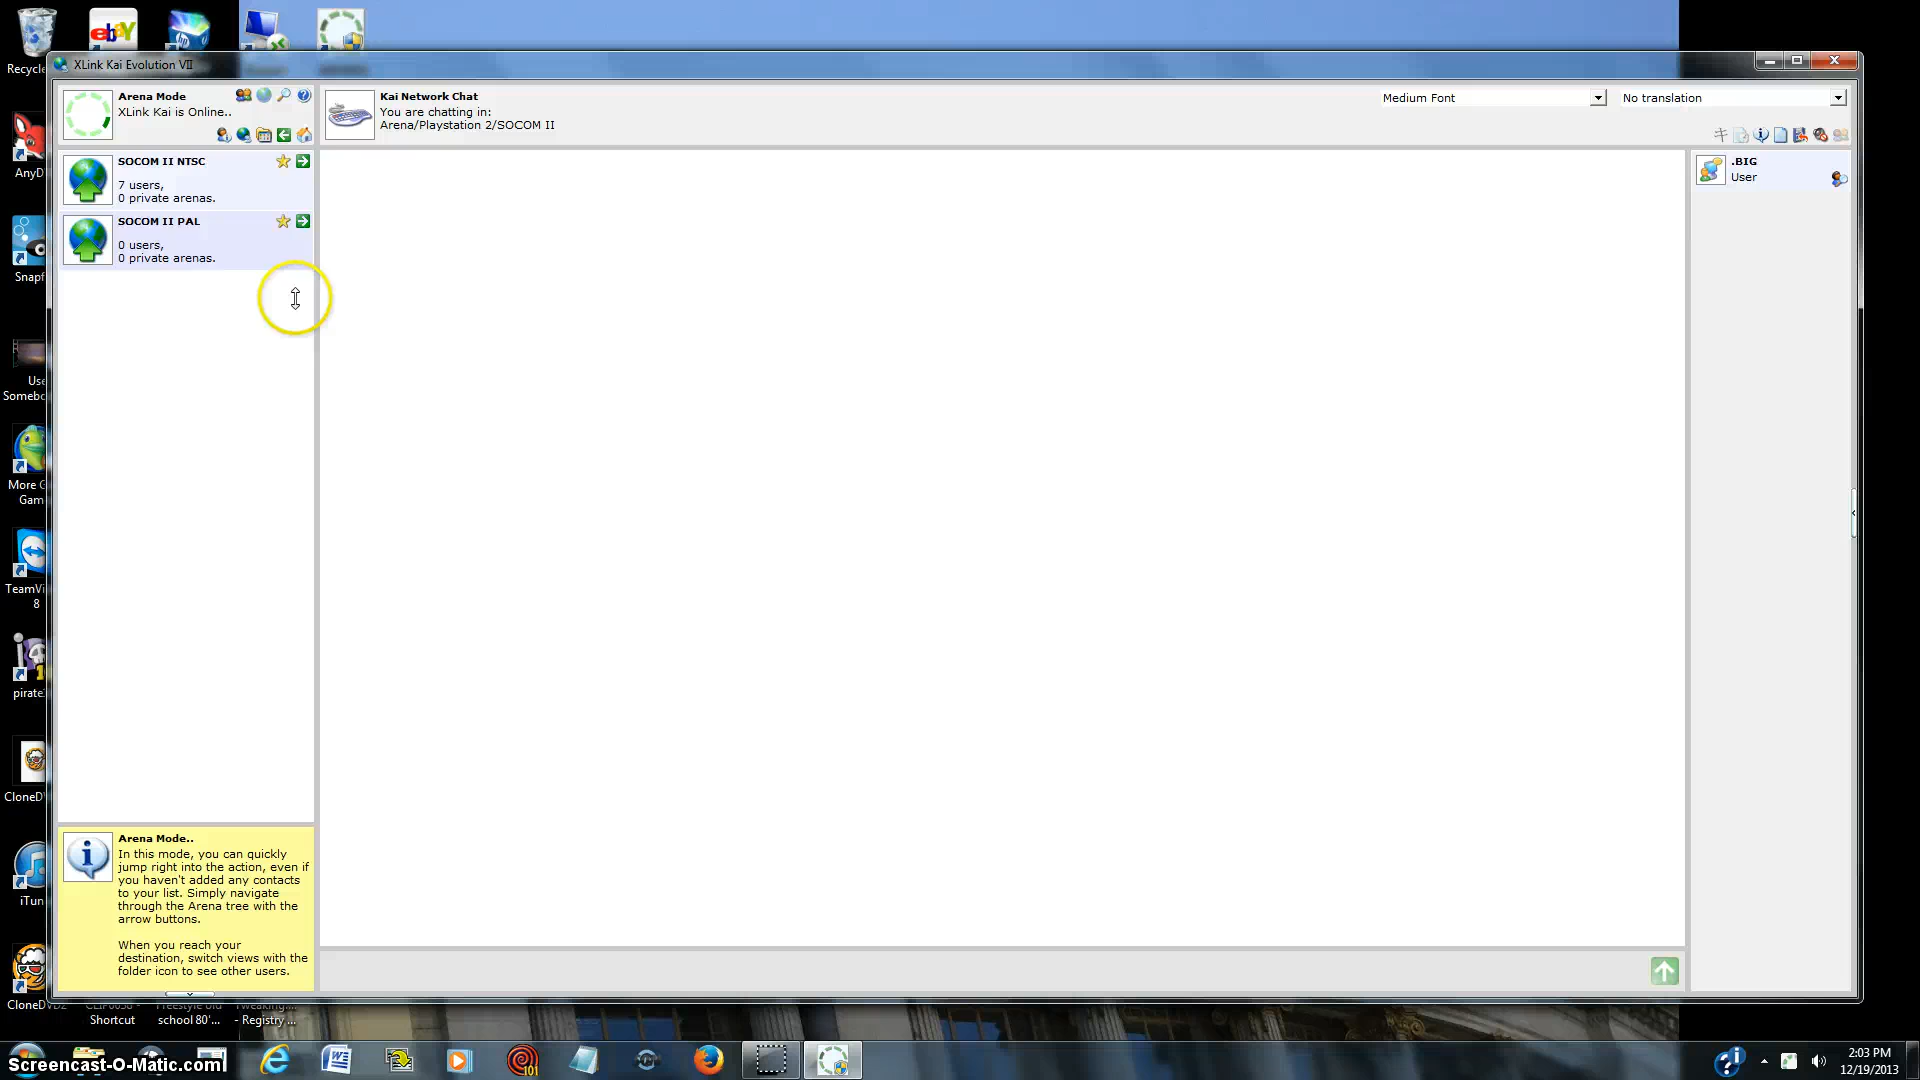 ebY
Recycle
XLink Kai Evolution VII
Arena Mode
XLink Kai is Online..
Kai Network Chat
You are chatting in:
Arena/Playstation 2/SOCOM II
Medium Font
No translation
SOCOM II NTSC
7 users,
0 private arenas.
SOCOM II PAL
0 users,
0 private arenas.
.BIG
User
AnyD
Snapf
Use
Somebo
More G
Gam
TeamVi
8
pirate
CloneD
iTun
CloneDVD2
Arena Mode..
In this mode, you can quickly
jump right into the action, even if
you haven't added any contacts
to your list. Simply navigate
through the Arena tree with the
arrow buttons.
When you reach your
destination, switch views with the
folder icon to see other users.
Shortcut
school 80'...
- Registry ...
101
Screencast-O-Matic.com
2:03 PM
12/19/2013